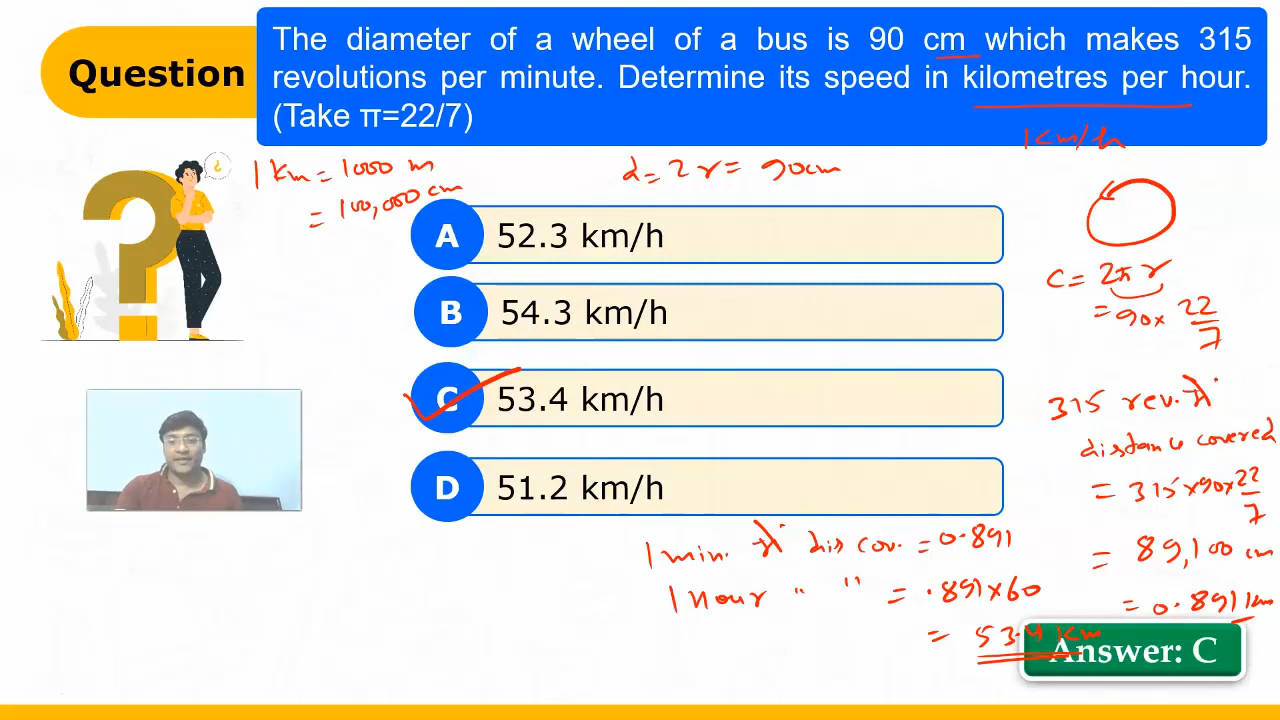 Question
The diameter of a wheel of a bus is 90 cm which makes 315
revolutions per minute. Determine its speed in kilometres per hour.
(Take π=22/7)
1 Km = 1000 m
= 100,000 cm
d = 2 r = 90cm
Km/h
A 52.3 km/h
B 54.3 km/h
C 53.4 km/h
D 51.2 km/h
C = 2π r
= 90 x 22/7
315 rev. में
distance covered
= 315 x 90 x 22/7
= 89,100 cm
= 0.891 km
1 min. में dis cov. = 0.891
1 Hour " " = .891 x 60
= 53.4 Km
Answer: C